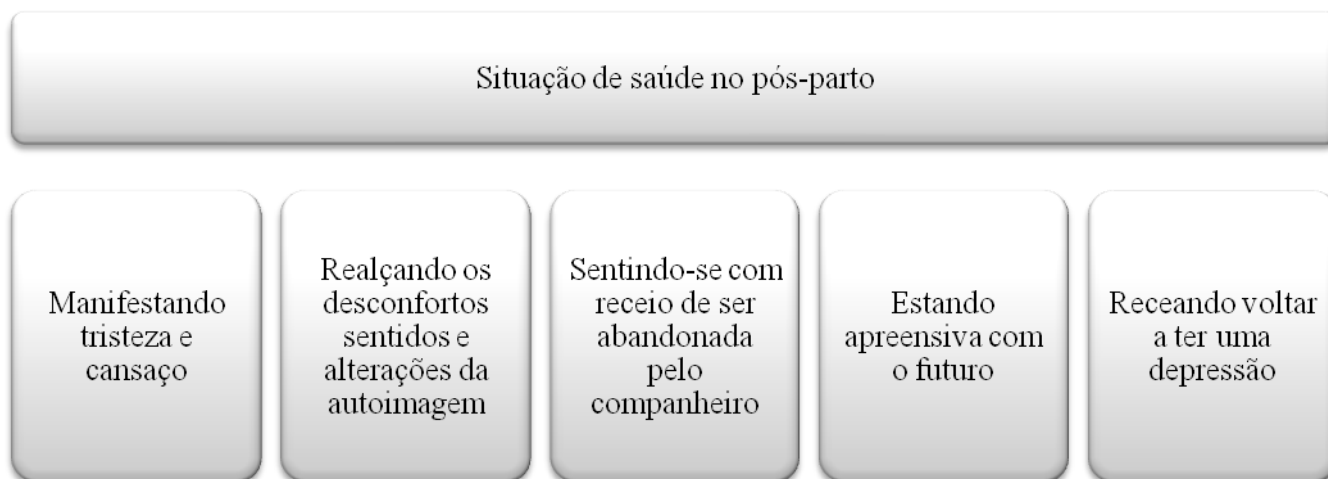 Situação de saúde no pós-parto
Manifestando
tristeza e
cansaço
Realçando os
desconfortos
sentidos e
alterações da
autoimagem
Sentindo-se com
receio de ser
abandonada
pelo
companheiro
Estando
apreensiva com
o futuro
Receando voltar
a ter uma
depressão